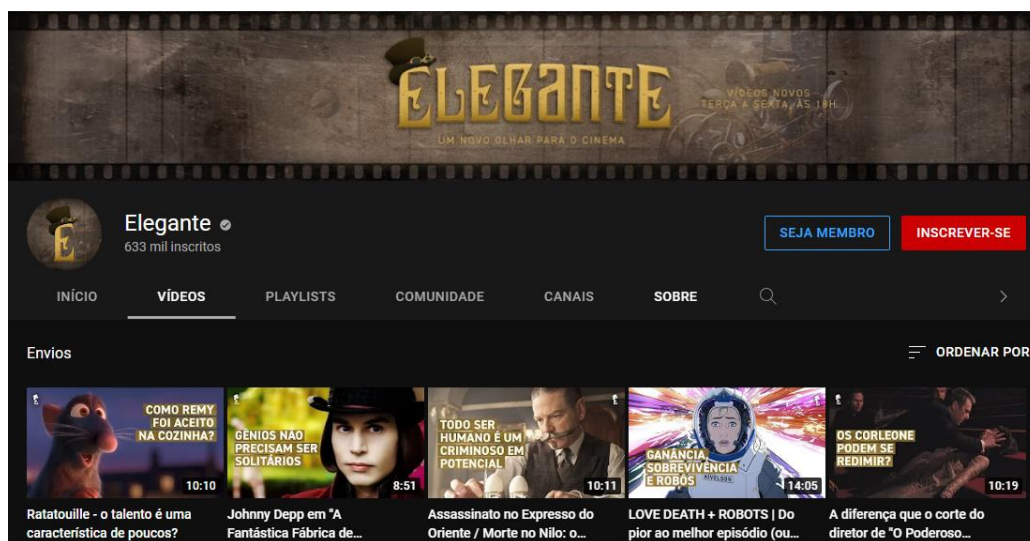 ELEGANTE
UM NOVO OLHAR PARA O CINEMA
VÍDEOS NOVOS
TERÇA A SEXTA, ÀS 18H
E
Elegante
633 mil inscritos
SEJA MEMBRO
INSCREVER-SE
INÍCIO
VÍDEOS
PLAYLISTS
COMUNIDADE
CANAIS
SOBRE
Envios
ORDENAR POR
COMO REMY
FOI ACEITO
NA COZINHA?
10:10
Ratatouille - o talento é uma
característica de poucos?
GÊNIOS NÃO
PRECISAM SER
SOLITÁRIOS
8:51
Johnny Depp em "A
Fantástica Fábrica de...
TODO SER
HUMANO É UM
CRIMINOSO EM
POTENCIAL
10:11
Assassinato no Expresso do
Oriente / Morte no Nilo: o...
GANÂNCIA,
SOBREVIVÊNCIA
E ROBÔS
RIVELSON
14:05
LOVE DEATH + ROBOTS | Do
pior ao melhor episódio (ou...
OS CORLEONE
PODEM SE
REDIMIR?
10:19
A diferença que o corte do
diretor de "O Poderoso...